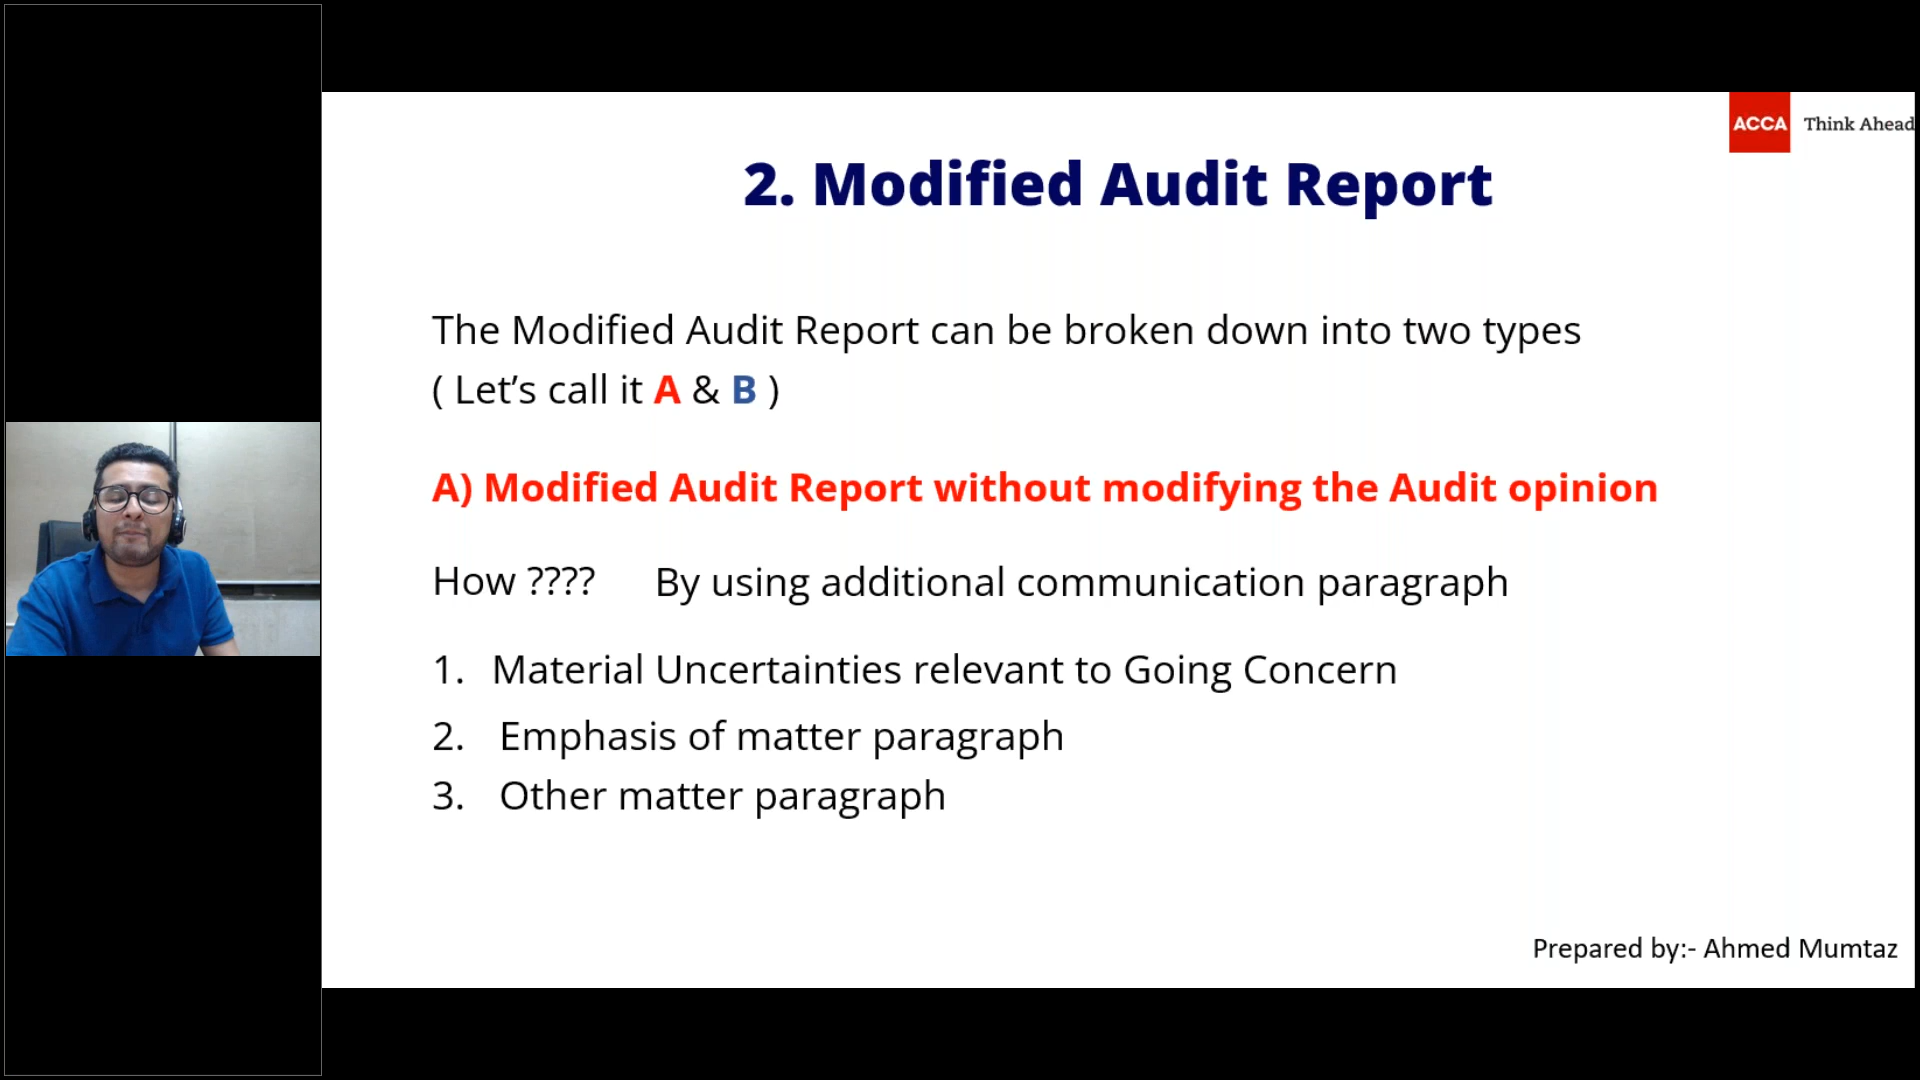 ACCA Think Ahead
2. Modified Audit Report
The Modified Audit Report can be broken down into two types
( Let’s call it A & B )
A) Modified Audit Report without modifying the Audit opinion
How ???? By using additional communication paragraph
1. Material Uncertainties relevant to Going Concern
2. Emphasis of matter paragraph
3. Other matter paragraph
Prepared by:- Ahmed Mumtaz